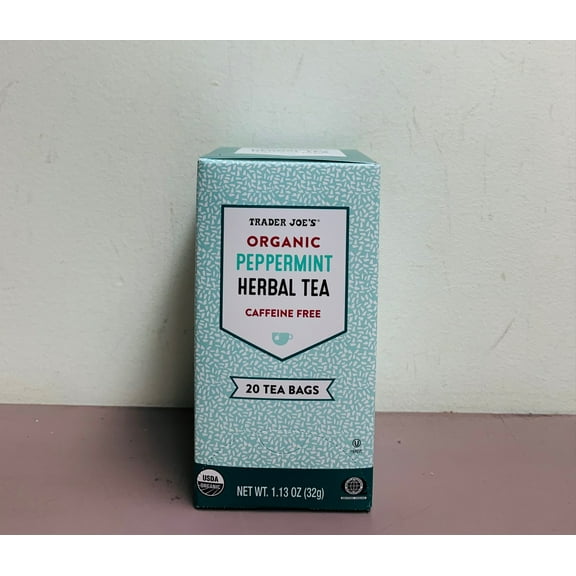 TRADER JOE'S®
ORGANIC
PEPPERMINT
HERBAL TEA
CAFFEINE FREE
20 TEA BAGS
U
USDA
ORGANIC
NET WT. 1.13 OZ (32g)